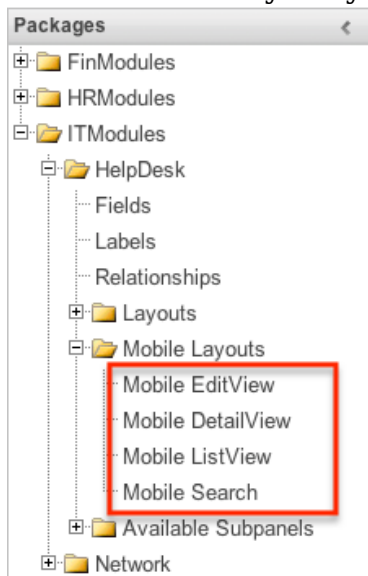 Packages
FinModules
HRModules
ITModules
HelpDesk
Fields
Labels
Relationships
Layouts
Mobile Layouts
Mobile EditView
Mobile DetailView
Mobile ListView
Mobile Search
Available Subpanels
Network